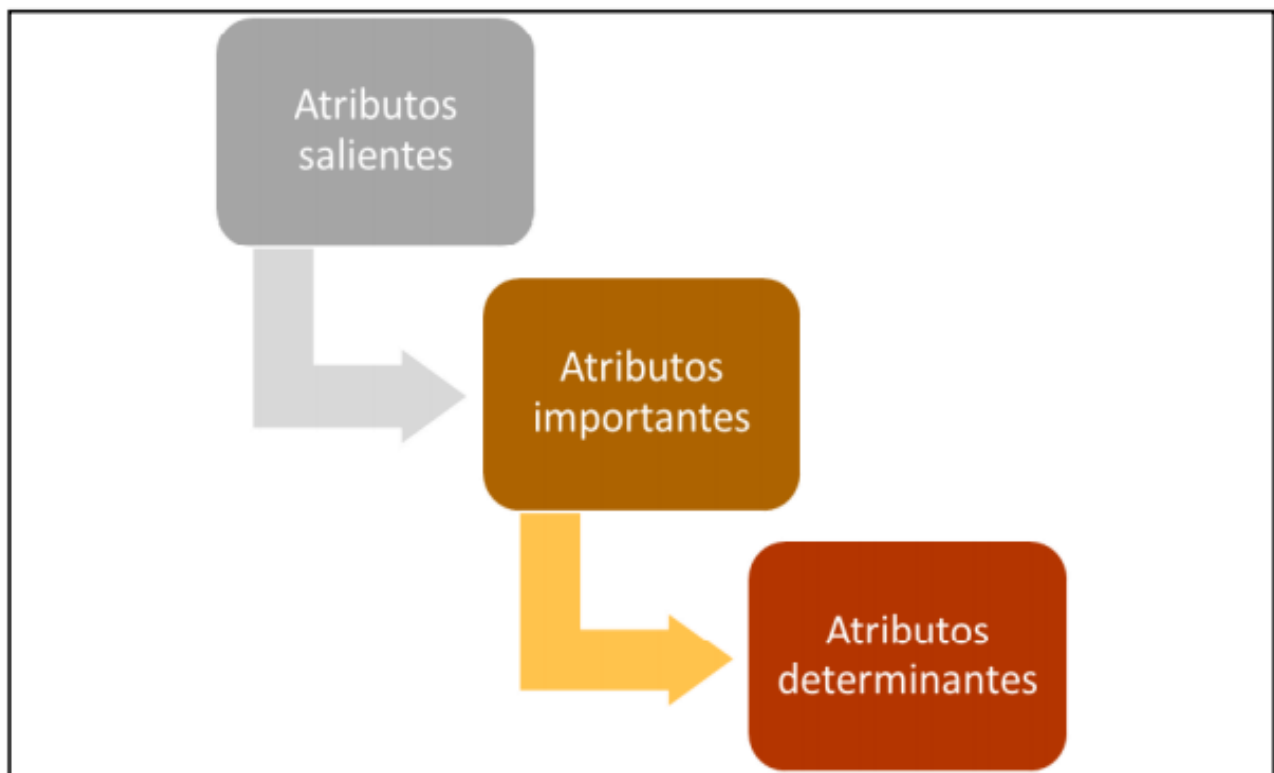 Atributos
salientes
Atributos
importantes
Atributos
determinantes